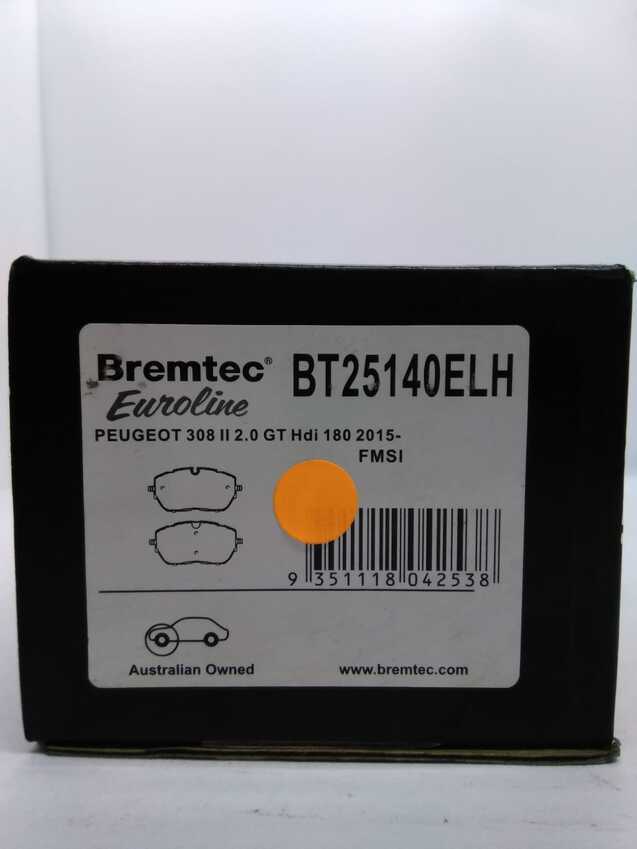 Bremtec® BT25140ELH
Euroline
PEUGEOT 308 II 2.0 GT Hdi 180 2015-
FMSI
9 351118 042538
Australian Owned www.bremtec.com